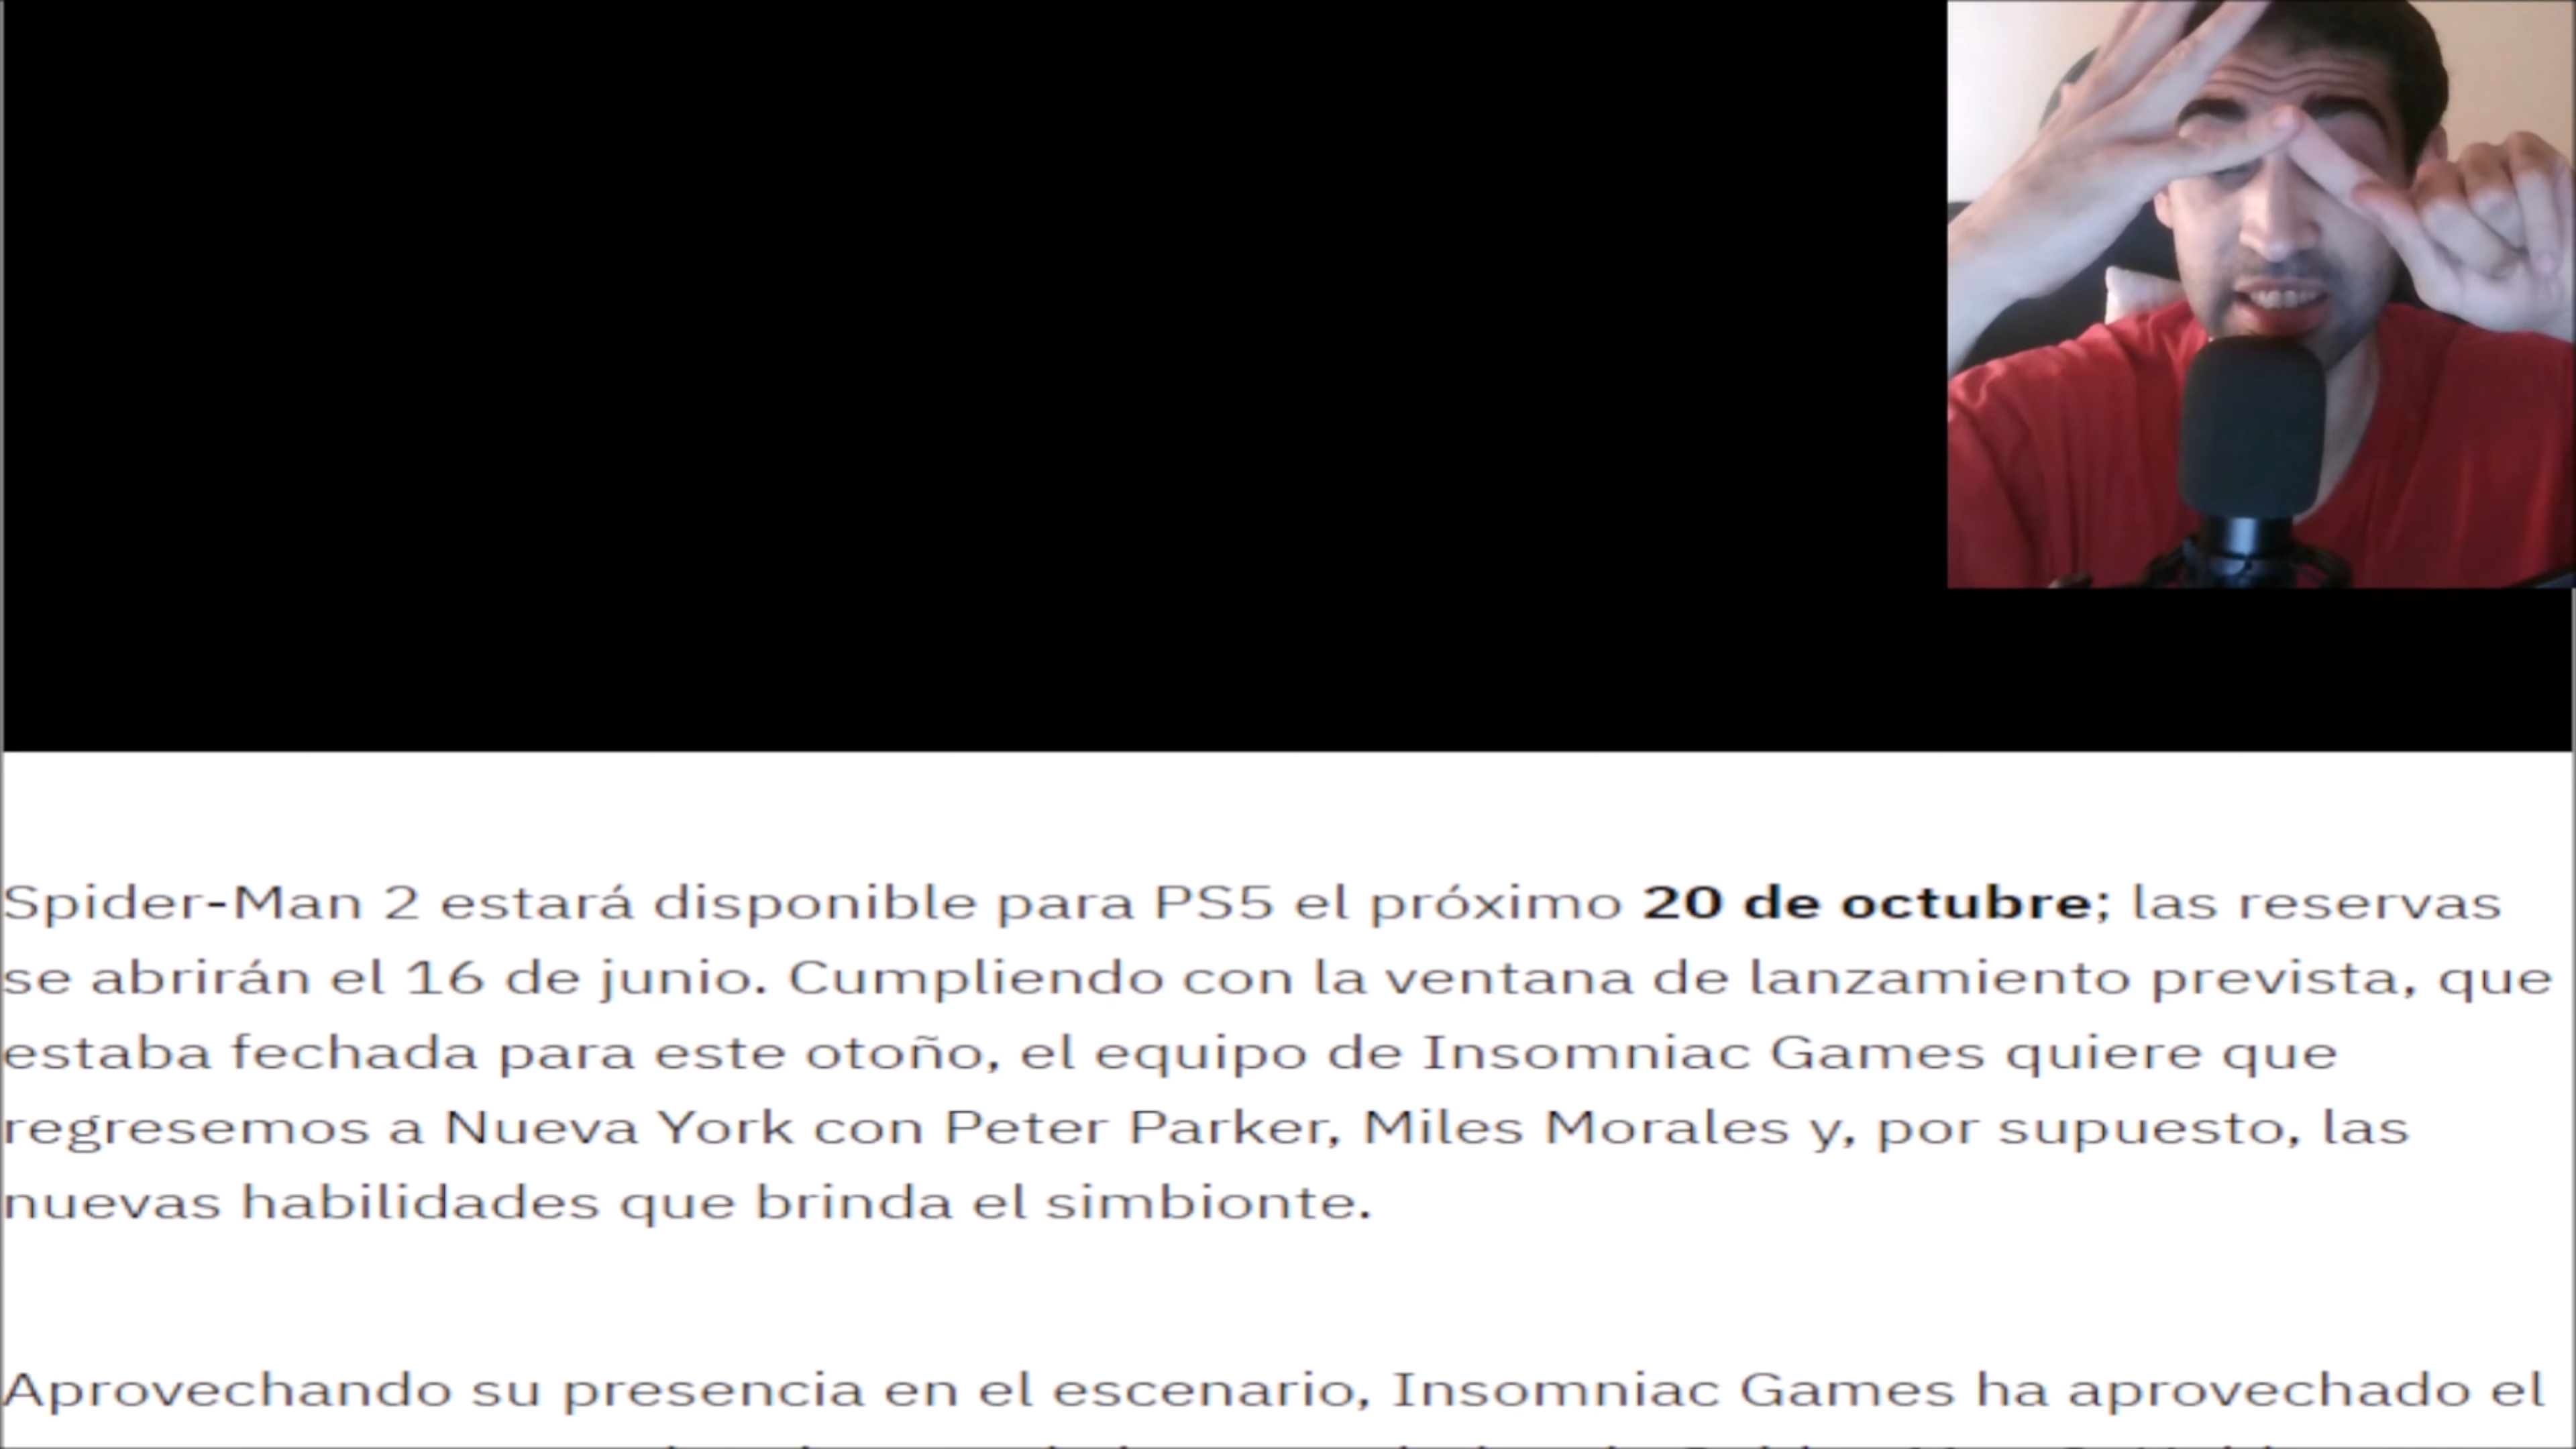 Spider-Man 2 estará disponible para PS5 el próximo 20 de octubre; las reservas
se abrirán el 16 de junio. Cumpliendo con la ventana de lanzamiento prevista, que
estaba fechada para este otoño, el equipo de Insomniac Games quiere que
regresemos a Nueva York con Peter Parker, Miles Morales y, por supuesto, las
nuevas habilidades que brinda el simbionte.
Aprovechando su presencia en el escenario, Insomniac Games ha aprovechado el